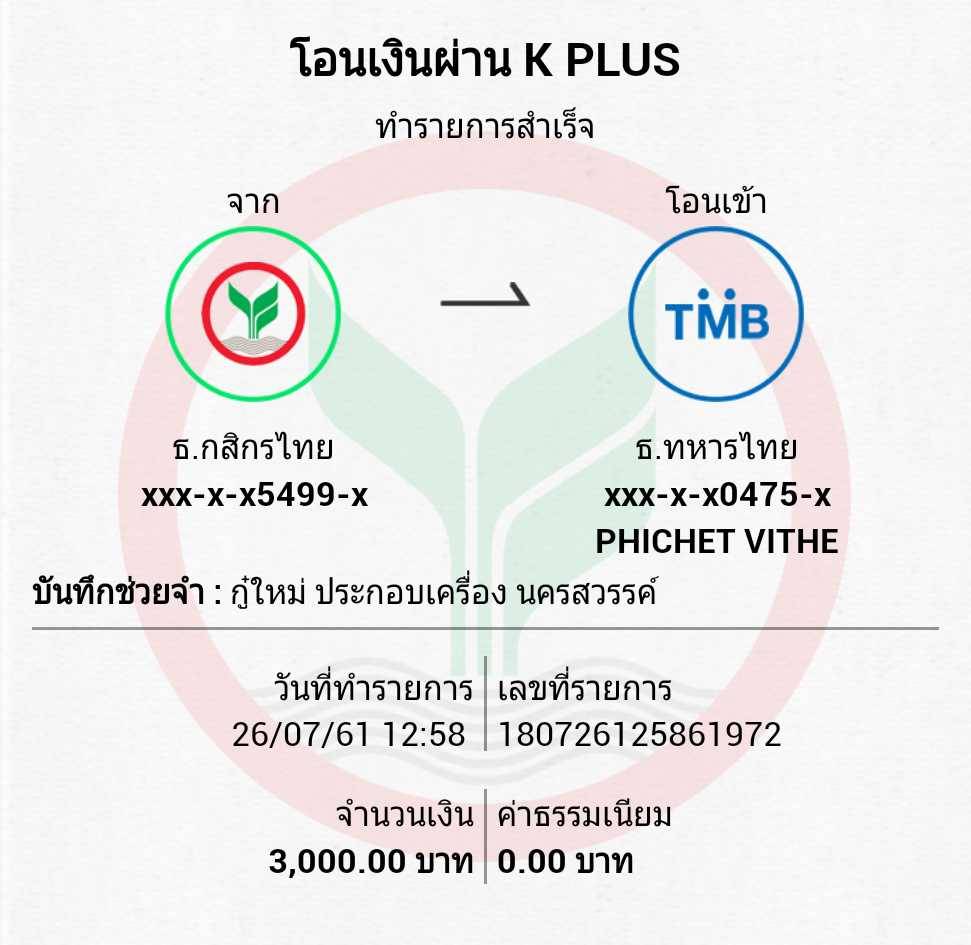 โอนเงินผ่าน K PLUS
ทำรายการสำเร็จ
จาก
โอนเข้า
TMB
ธ.กสิกรไทย
xxx-x-x5499-x
ธ.ทหารไทย
xxx-x-x0475-x
PHICHET VITHE
บันทึกช่วยจำ : กู๋ใหม่ ประกอบเครื่อง นครสวรรค์
วันที่ทำรายการ
26/07/61 12:58
เลขที่รายการ
180726125861972
จำนวนเงิน
3,000.00 บาท
ค่าธรรมเนียม
0.00 บาท